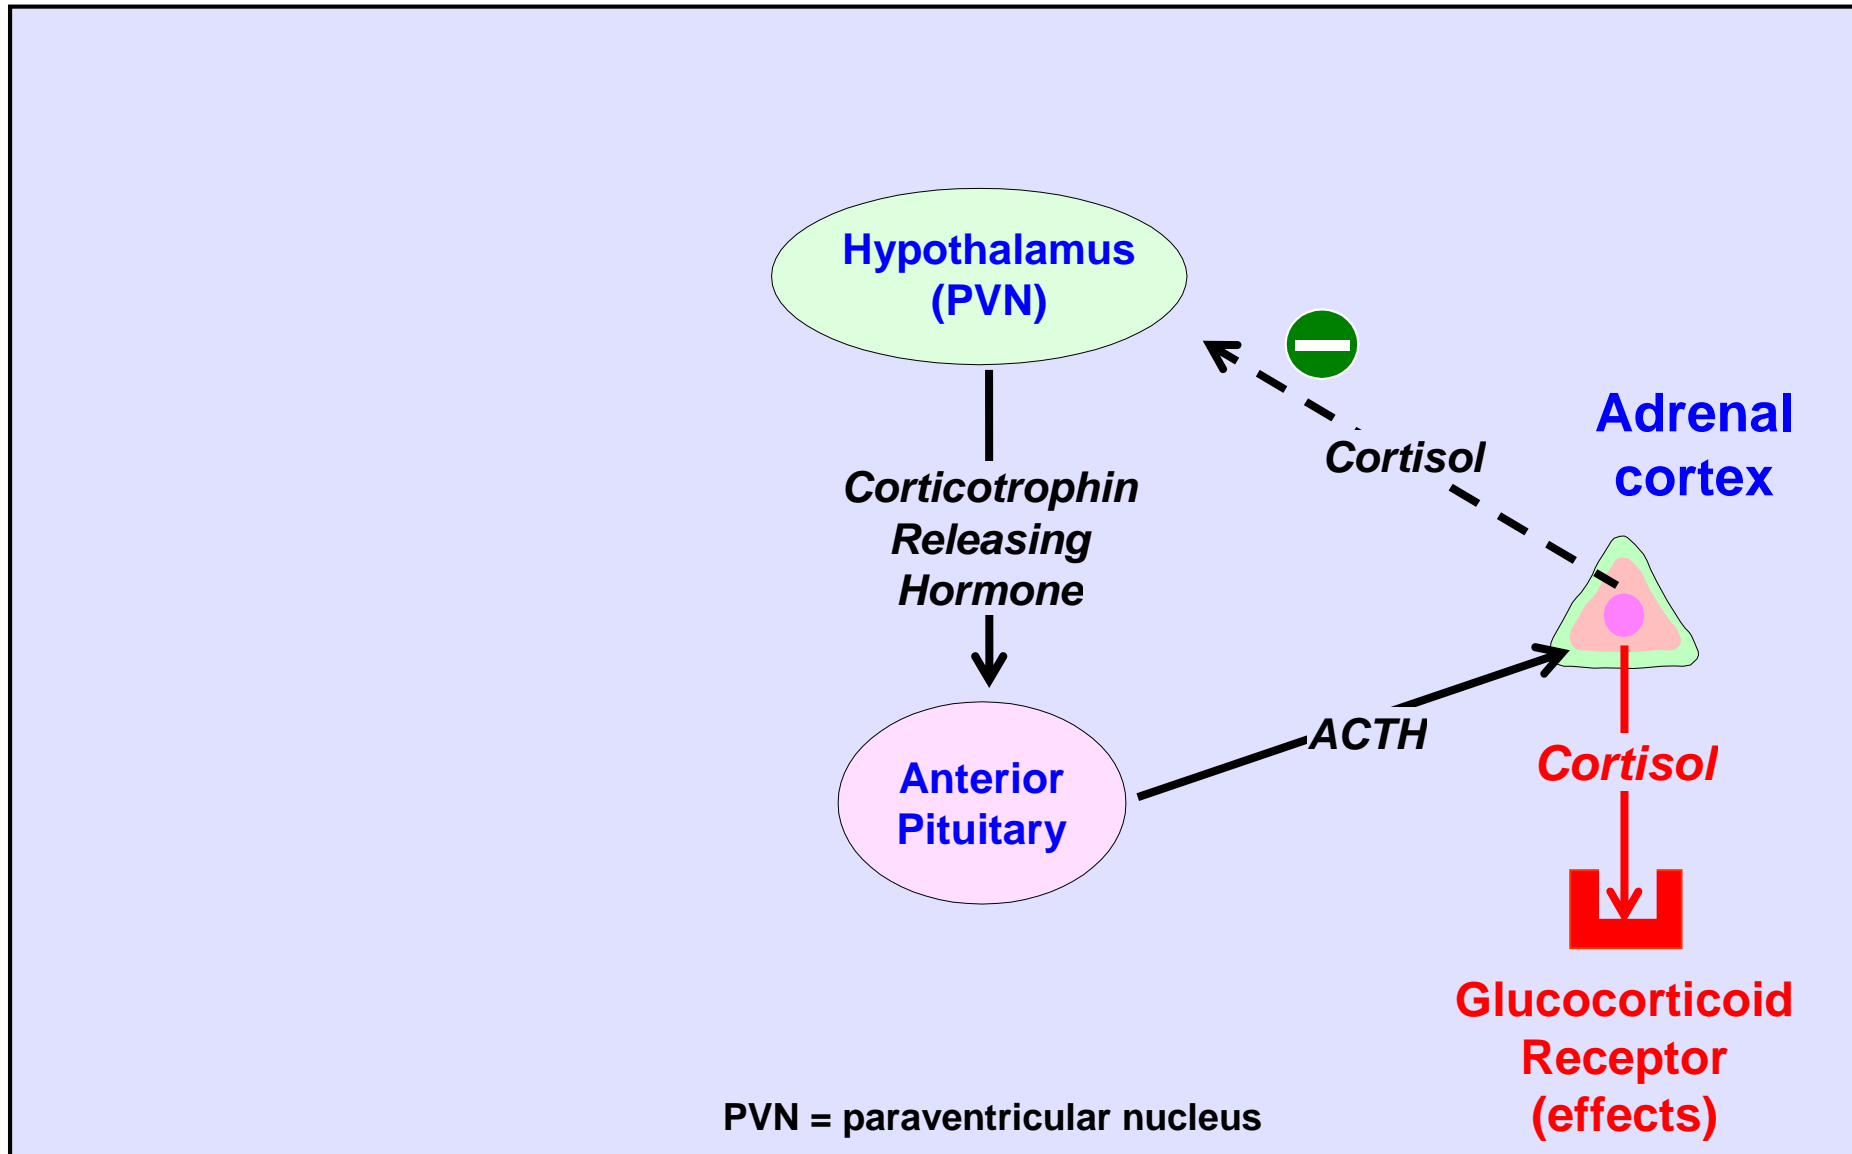 Hypothalamus
(PVN)
Cortisol
Adrenal
cortex
Corticotrophin
Releasing
Hormone
ACTH
Cortisol
Anterior
Pituitary
Glucocorticoid
Receptor
(effects)
PVN = paraventricular nucleus